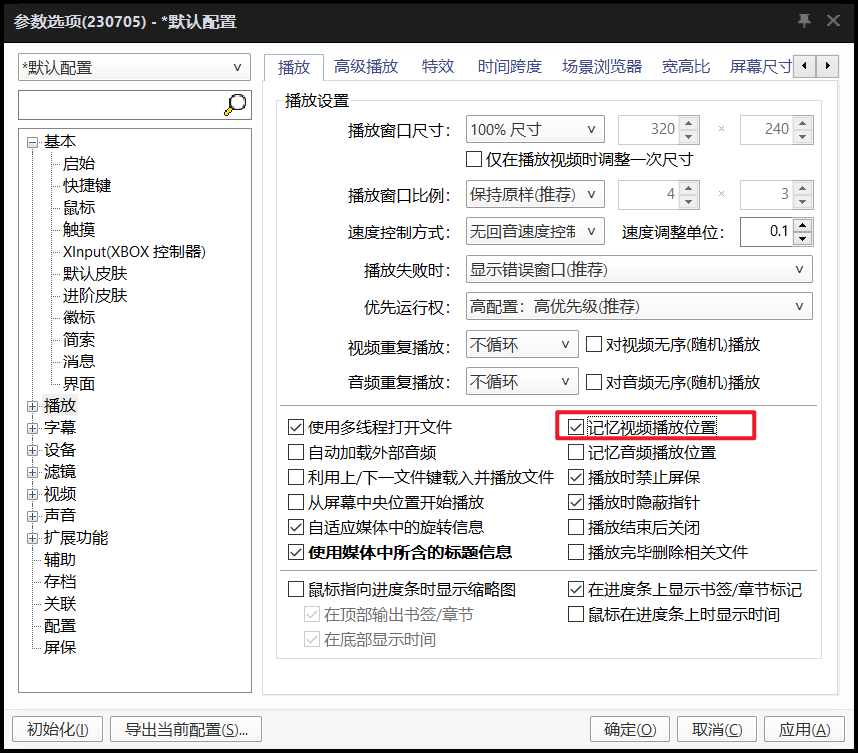 参数选项(230705) - *默认配置
*默认配置
基本
启始
快捷键
鼠标
触摸
XInput(XBOX 控制器)
默认皮肤
进阶皮肤
徽标
简索
消息
界面
播放
字幕
设备
滤镜
视频
声音
扩展功能
辅助
存档
关联
配置
屏保
播放 高级播放 特效 时间跨度 场景浏览器 宽高比 屏幕尺寸
播放设置
播放窗口尺寸： 100% 尺寸 320 × 240
仅在播放视频时调整一次尺寸
播放窗口比例： 保持原样(推荐) 4 × 3
速度控制方式： 无回音速度控制 速度调整单位： 0.1
播放失败时： 显示错误窗口(推荐)
优先运行权： 高配置：高优先级(推荐)
视频重复播放： 不循环 对视频无序(随机)播放
音频重复播放： 不循环 对音频无序(随机)播放
使用多线程打开文件 记忆视频播放位置
自动加载外部音频 记忆音频播放位置
利用上/下一文件键载入并播放文件 播放时禁止屏保
从屏幕中央位置开始播放 播放时隐蔽指针
自适应媒体中的旋转信息 播放结束后关闭
使用媒体中所含的标题信息 播放完毕删除相关文件
鼠标指向进度条时显示缩略图 在进度条上显示书签/章节标记
在顶部输出书签/章节 鼠标在进度条上时显示时间
在底部显示时间
初始化(I) 导出当前配置(S)... 确定(O) 取消(C) 应用(A)